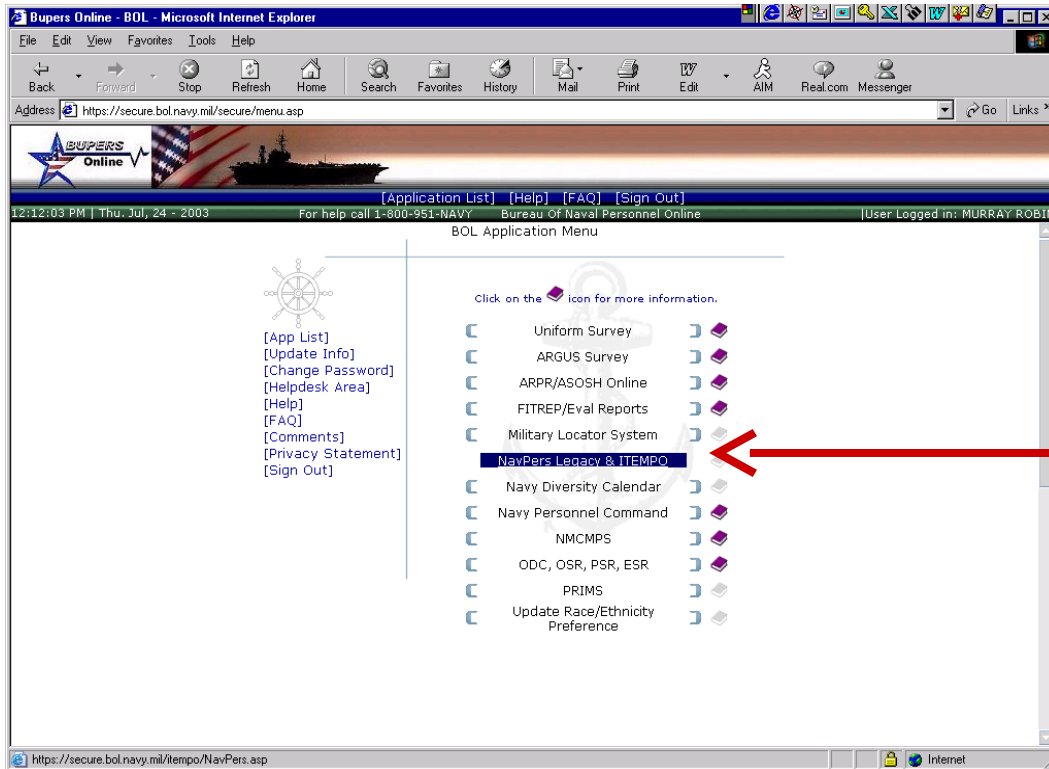 Bupers Online - BOL - Microsoft Internet Explorer
File Edit View Favorites Tools Help
Back Forward Stop Refresh Home Search Favorites History Mail Print Edit AIM Real.com Messenger
Address https://secure.bol.navy.mil/secure/menu.asp Go Links
BUPERS
Online
[Application List] [Help] [FAQ] [Sign Out]
12:12:03 PM | Thu. Jul, 24 - 2003 For help call 1-800-951-NAVY Bureau Of Naval Personnel Online |User Logged in: MURRAY ROBI
BOL Application Menu
Click on the icon for more information.
[App List]
[Update Info]
[Change Password]
[Helpdesk Area]
[Help]
[FAQ]
[Comments]
[Privacy Statement]
[Sign Out]
Uniform Survey
ARGUS Survey
ARPR/ASOSH Online
FITREP/Eval Reports
Military Locator System
NavPers Legacy & ITEMPO
Navy Diversity Calendar
Navy Personnel Command
NMCMPS
ODC, OSR, PSR, ESR
PRIMS
Update Race/Ethnicity
Preference
https://secure.bol.navy.mil/itempo/NavPers.asp Internet